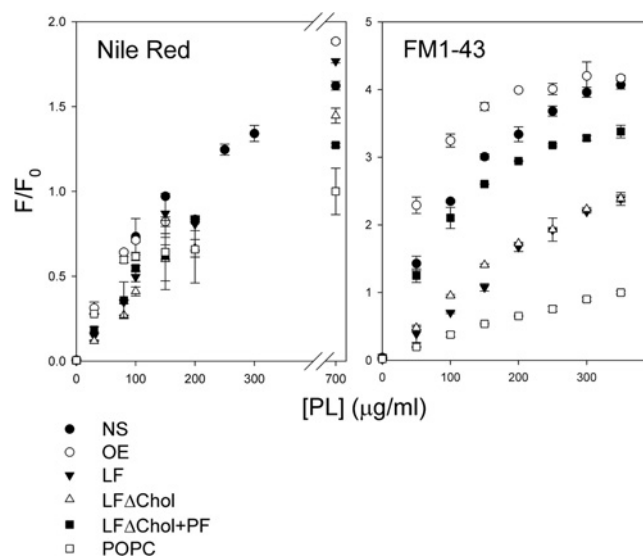 Nile Red
FM1-43
F/F0
2.0
1.5
1.0
0.5
0.0
5
4
3
2
1
0
0 100 200 300 700
0 100 200 300
[PL] (μg/ml)
NS
OE
LF
LFΔChol
LFΔChol+PF
POPC